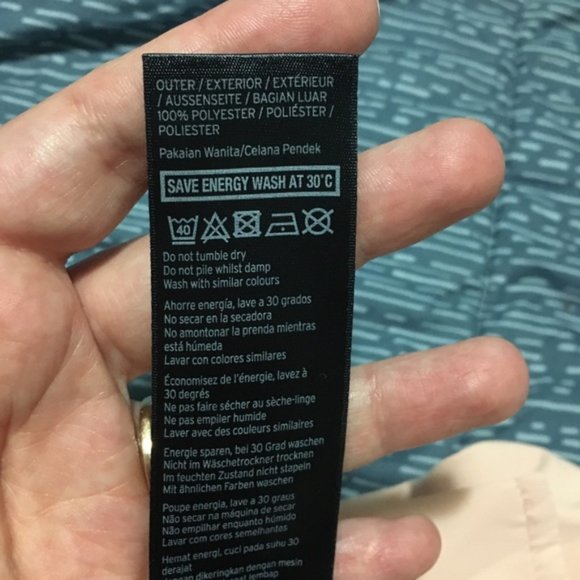 OUTER / EXTERIOR / EXTÉRIEUR
/ AUSSENSEITE / BAGIAN LUAR
100% POLYESTER / POLIÉSTER /
POLIESTER
Pakaian Wanita/Celana Pendek
SAVE ENERGY WASH AT 30°C
40
Do not tumble dry
Do not pile whilst damp
Wash with similar colours
Ahorre energía, lave a 30 grados
No secar en la secadora
No amontonar la prenda mientras
está húmeda
Lavar con colores similares
Économisez de l'énergie, lavez à
30 degrés
Ne pas faire sécher au sèche-linge
Ne pas empiler humide
Laver avec des couleurs similaires
Energie sparen, bei 30 Grad waschen
Nicht im Wäschetrockner trocknen
Im feuchten Zustand nicht stapeln
Mit ähnlichen Farben waschen
Poupe energia, lave a 30 graus
Não secar na máquina de secar
Não empilhar enquanto húmido
Lavar com cores semelhantes
Hemat energi, cuci pada suhu 30
derajat
dikeringkan dengan mesin
lembap